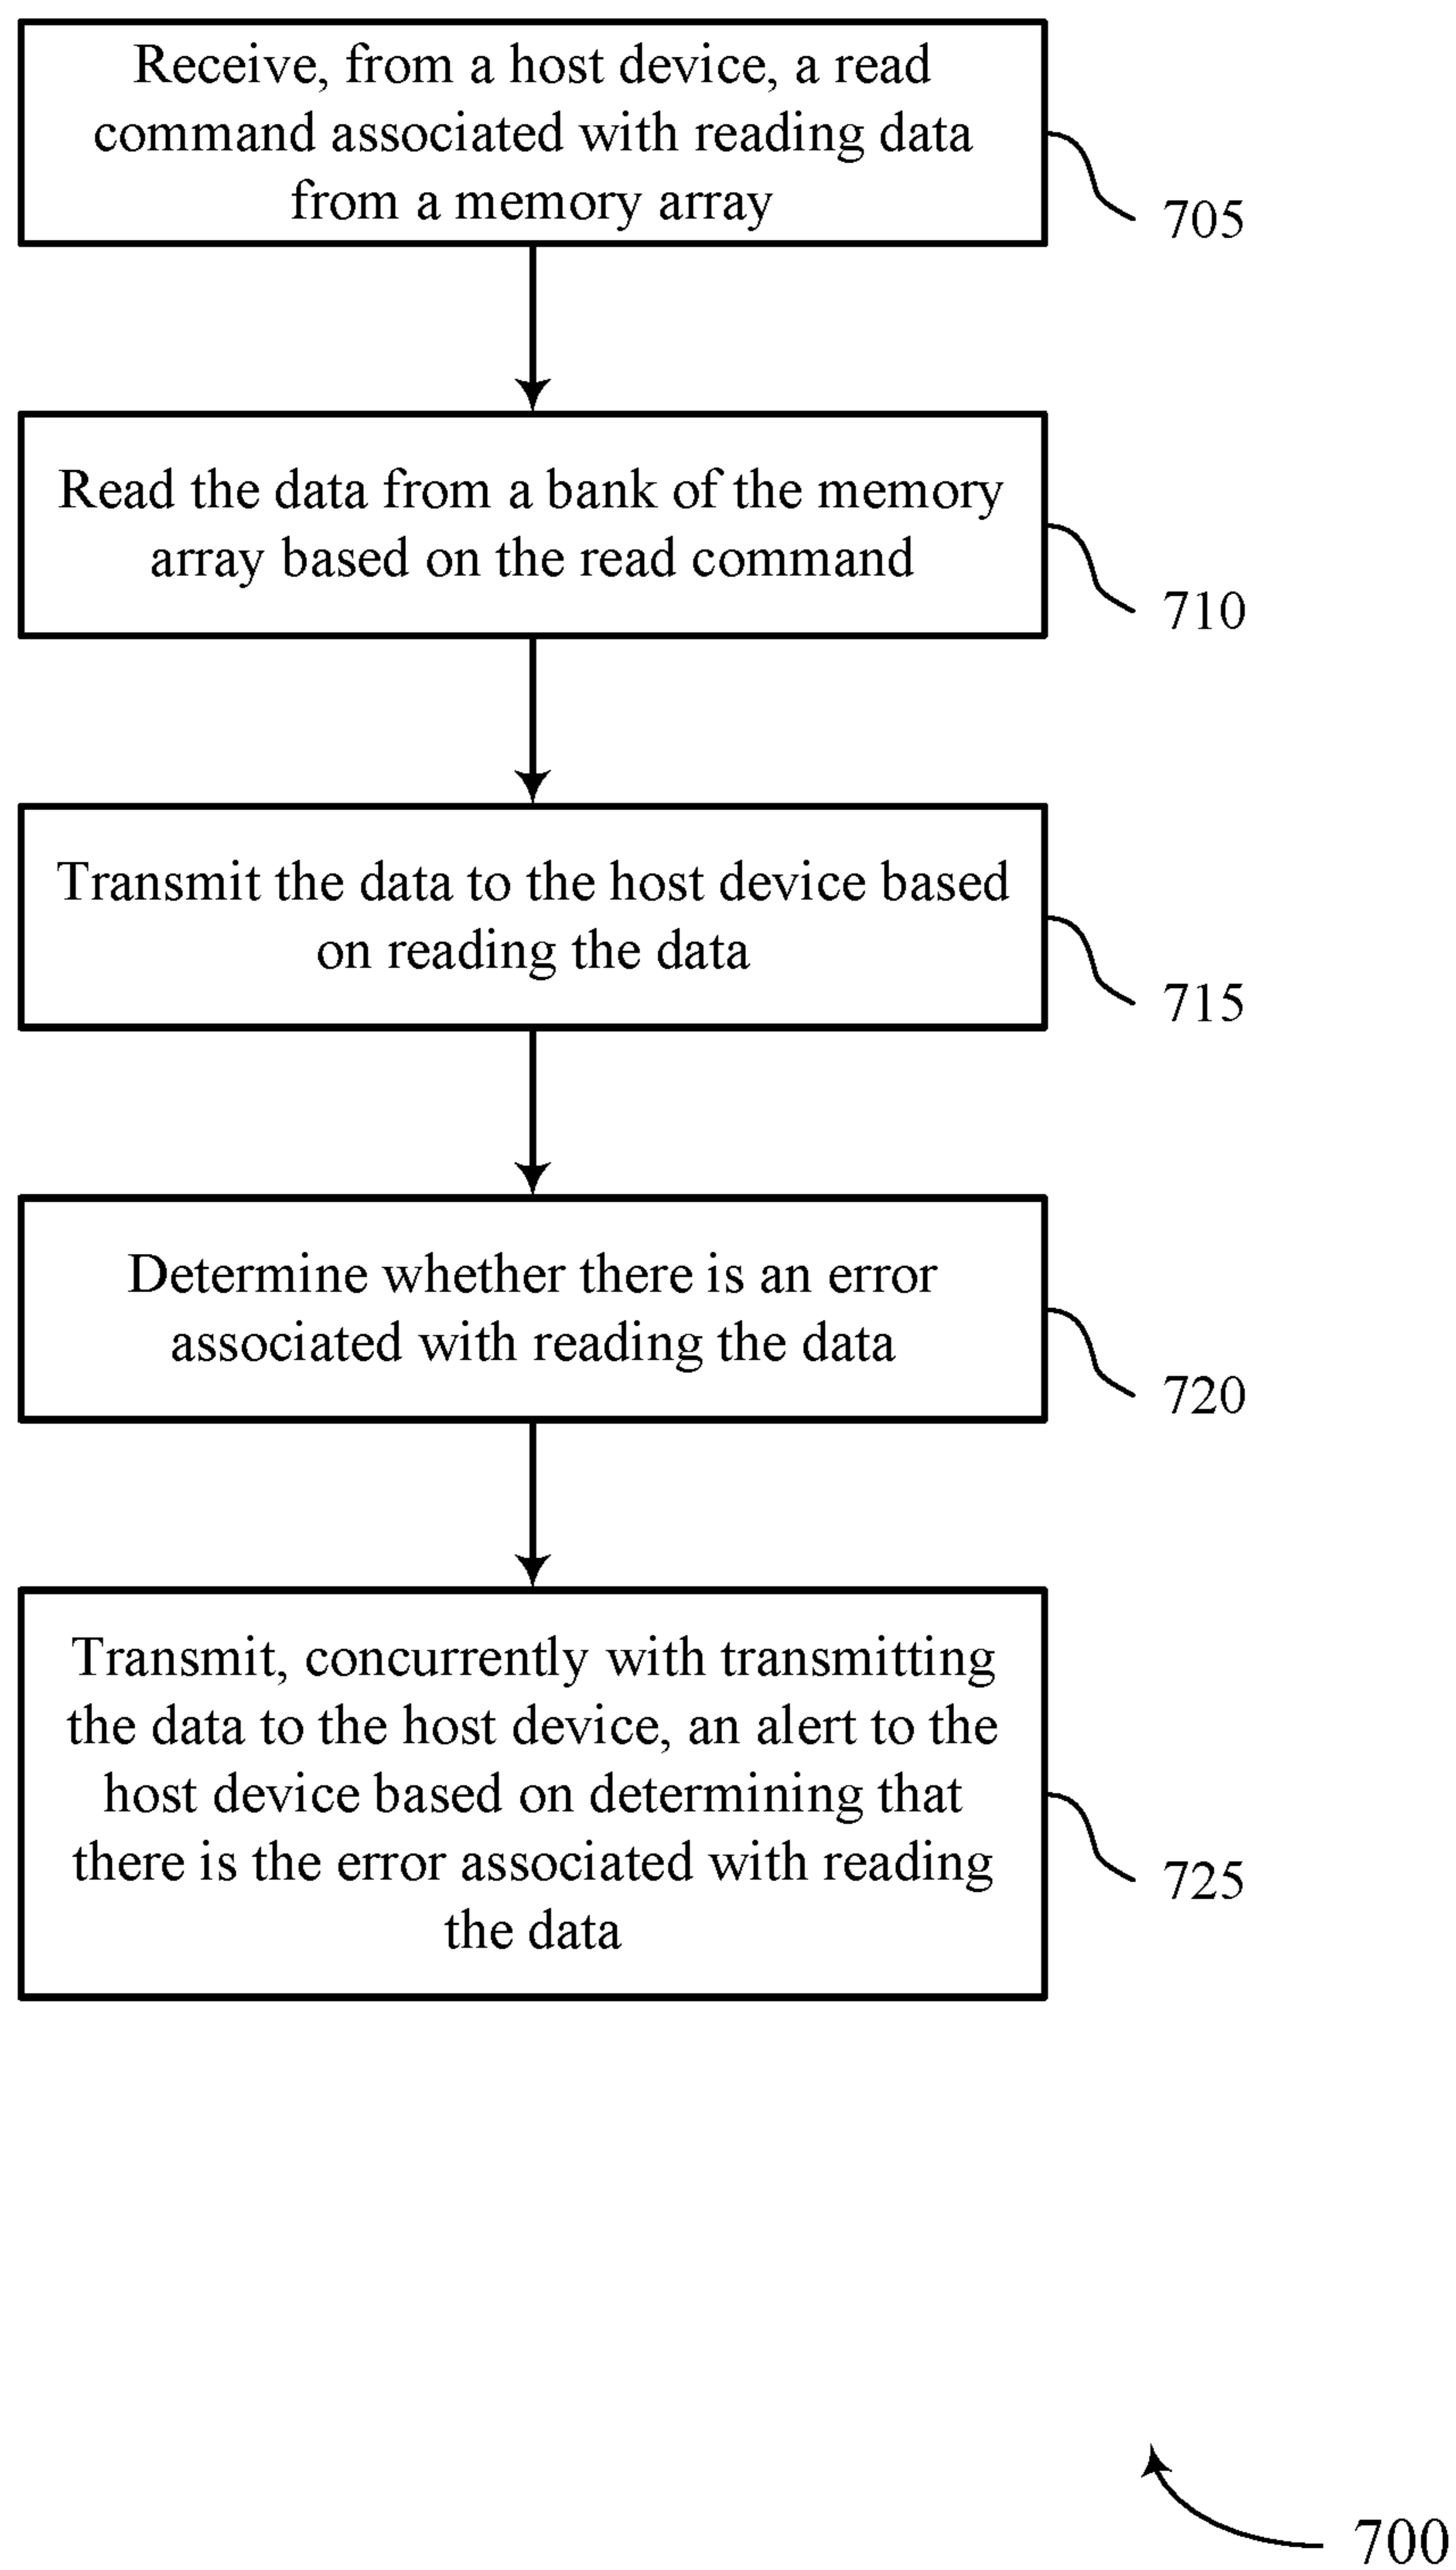 Receive, from a host device, a read
command associated with reading data
from a memory array
705
Read the data from a bank of the memory
array based on the read command
710
Transmit the data to the host device based
on reading the data
715
Determine whether there is an error
associated with reading the data
720
Transmit, concurrently with transmitting
the data to the host device, an alert to the
host device based on determining that
there is the error associated with reading
the data
725
700